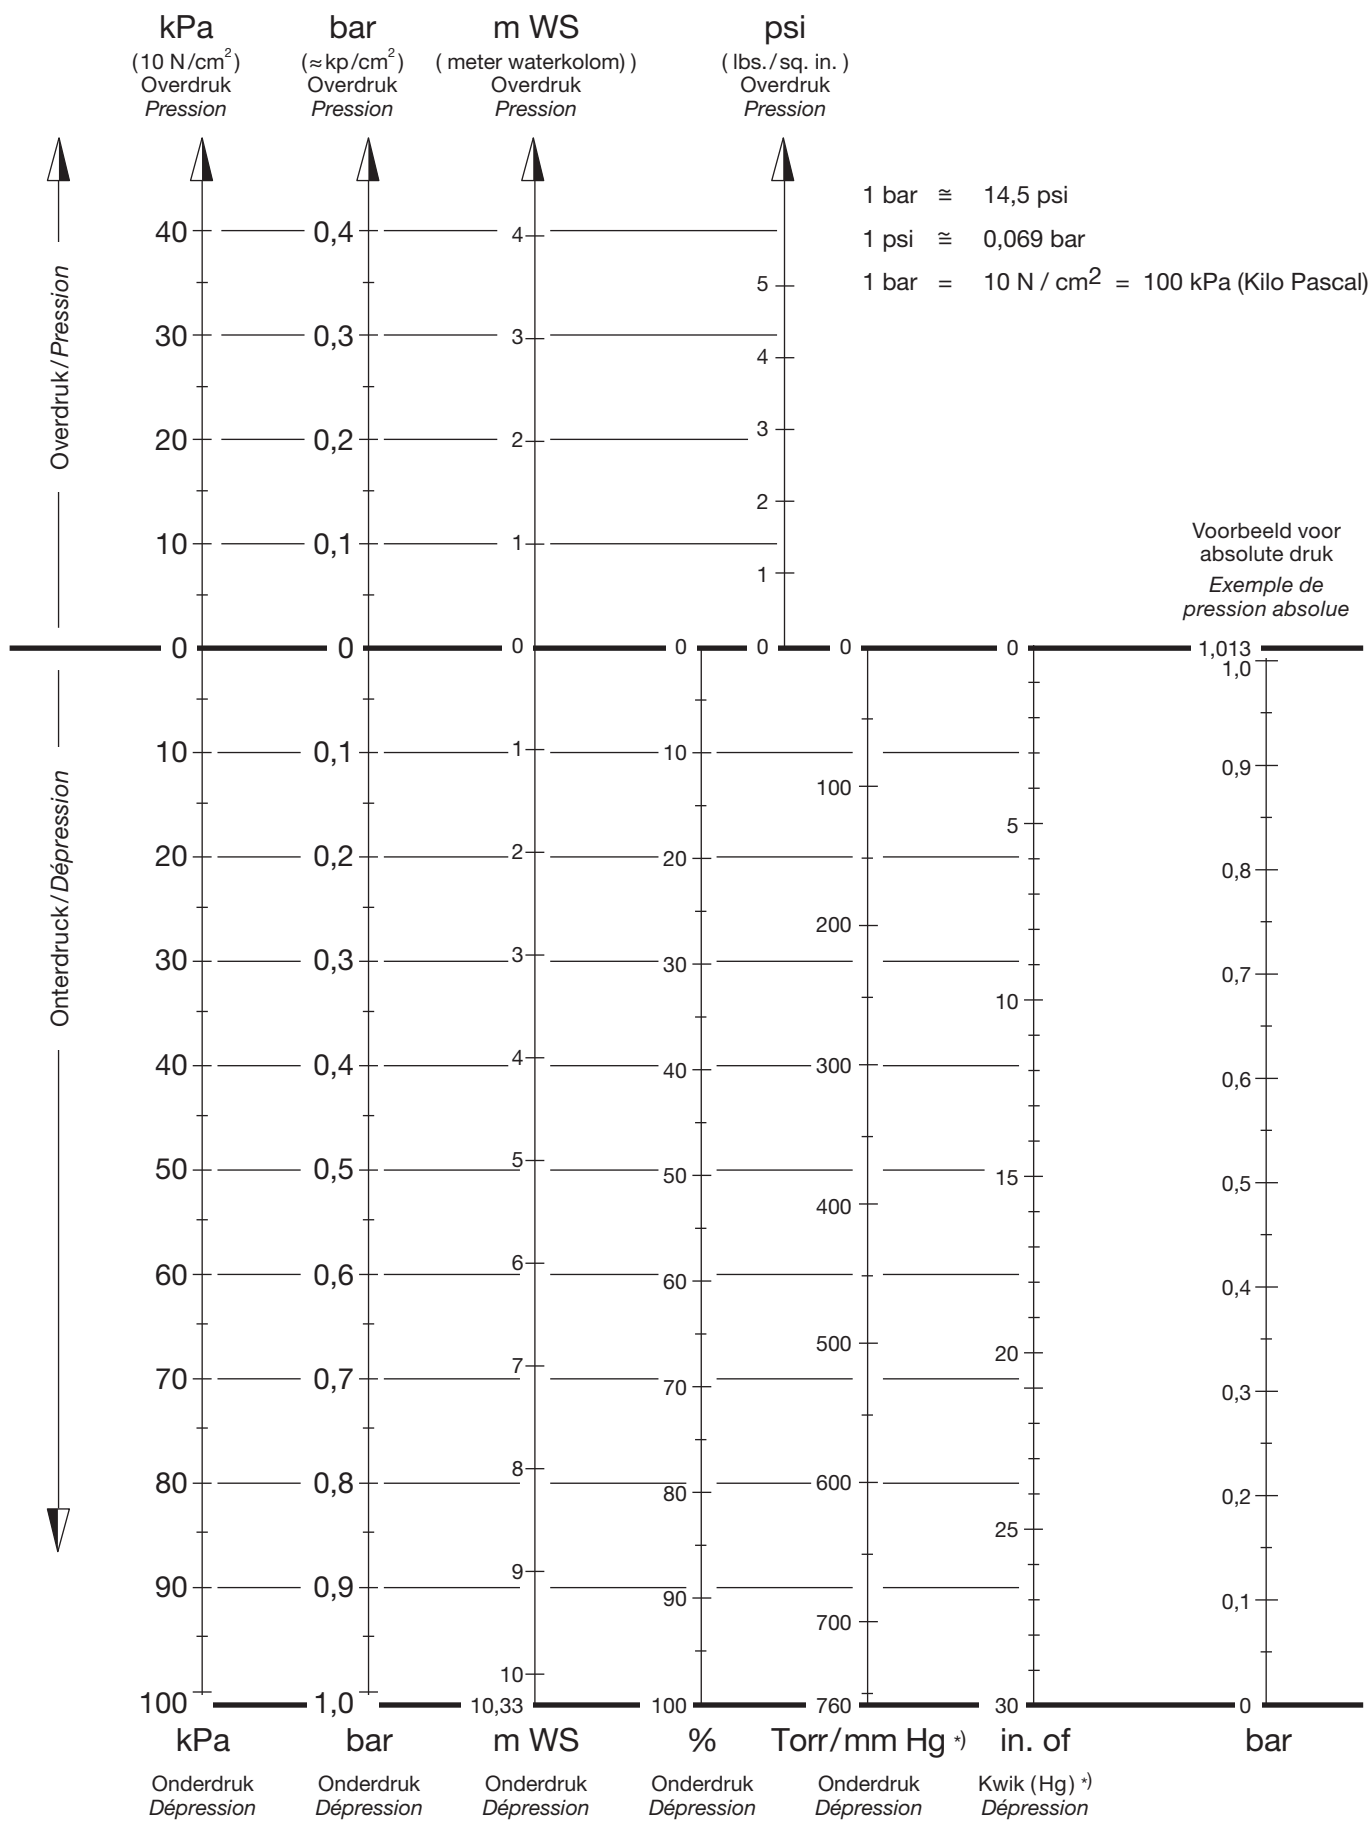 kPa bar m WS psi
(10 N/cm²) (≈kp/cm²) (meter waterkolom)) (lbs./sq. in.)
Overdruk Overdruk Overdruk Overdruk
Pression Pression Pression Pression
1 bar ≅ 14,5 psi
40 0,4 4
1 psi ≅ 0,069 bar
5 1 bar = 10 N / cm2 = 100 kPa (Kilo Pascal)
Overdruk/Pression
30 0,3 3
4
3
20 0,2 2
2
Voorbeeld voor
absolute druk
10 0,1 1
1
Exemple de
pression absolue
0 0 0 0 0 0 0 1,013
1,0
Onterdruck/Dépression
10 0,1 1 10
0,9
100
5
20 0,2 2 20
0,8
200
30 0,3 3 30
0,7
10
40 0,4 4 40 300
0,6
50 0,5 5 50 15
0,5
400
60 0,6 6 60
0,4
500
20
70 0,7 7 70
0,3
80 0,8 8 80 600
0,2
25
90 0,9 9 90
0,1
700
10
100 1,0 10,33 100 760 30 0
kPa bar m WS % Torr/mm Hg *) in. of bar
Onderdruk Onderdruk Onderdruk Onderdruk Onderdruk Kwik (Hg) *)
Dépression Dépression Dépression Dépression Dépression Dépression